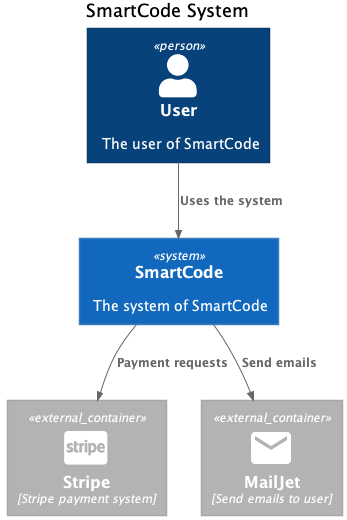 SmartCode System
«person»
User
The user of SmartCode
Uses the system
«system»
SmartCode
The system of SmartCode
Payment requests
Send emails
«external_container»
stripe
Stripe
[Stripe payment system]
«external_container»
MailJet
[Send emails to user]